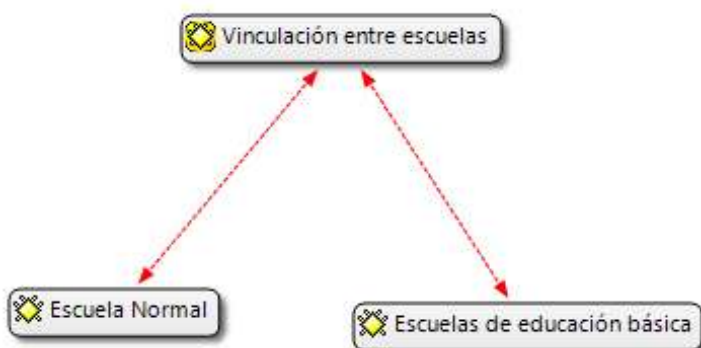 Vinculación entre escuelas
Escuela Normal
Escuelas de educación básica